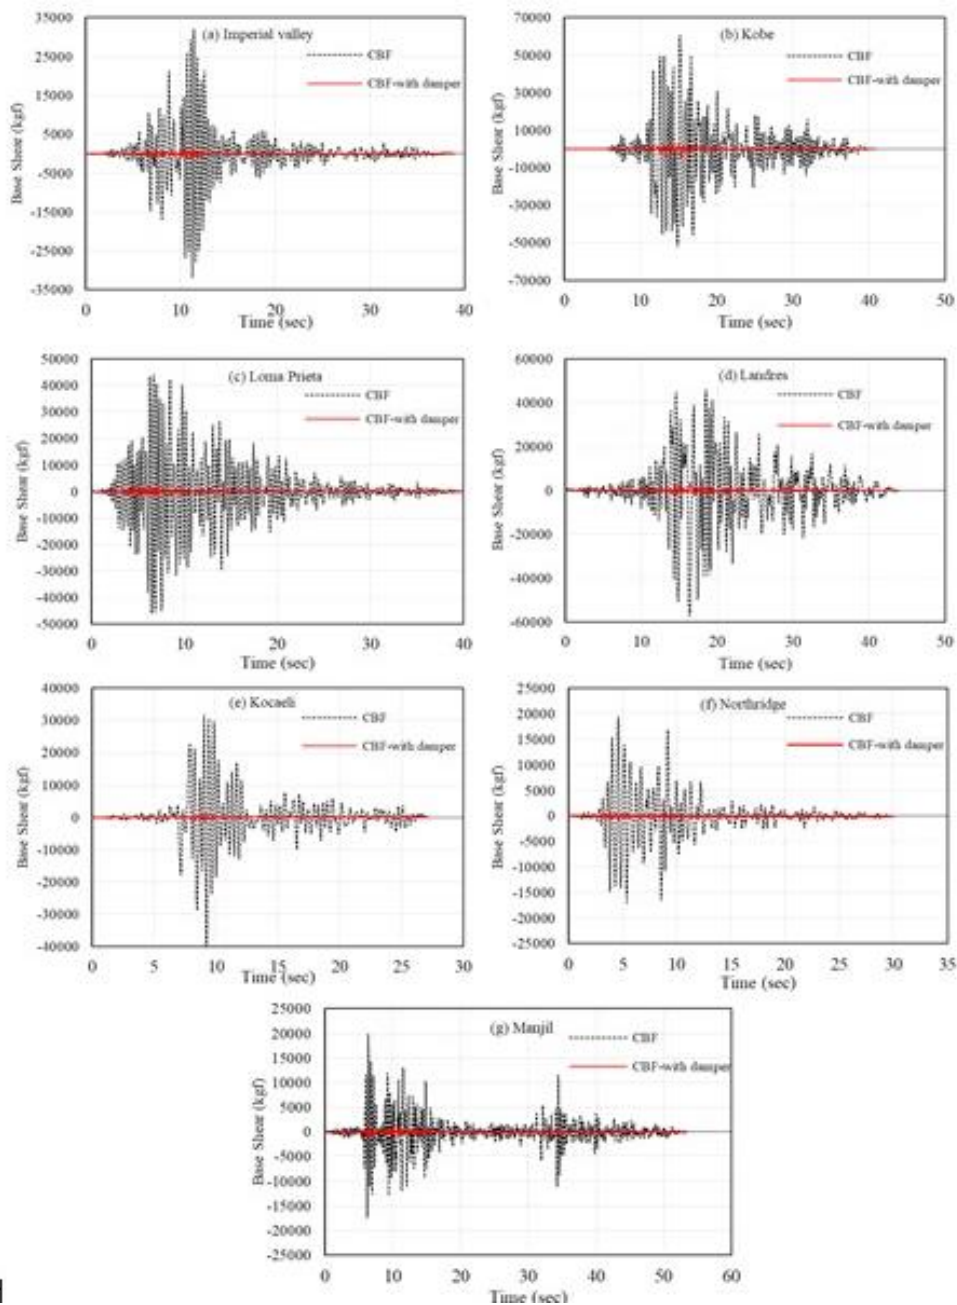 (a) Imperial valley
CBF
CBF-with damper
35000
25000
15000
5000
-5000
-15000
-25000
-35000
Base Shear (kgf)
0 10 20 30 40
Time (sec)
(b) Kobe
CBF
CBF-with damper
70000
50000
30000
10000
-10000
-30000
-50000
-70000
Base Shear (kgf)
0 10 20 30 40 50
Time (sec)
(c) Loma Prieta
CBF
CBF-with damper
50000
40000
30000
20000
10000
0
-10000
-20000
-30000
-40000
-50000
Base Shear (kgf)
0 10 20 30 40
Time (sec)
(d) Landres
CBF
CBF-with damper
60000
40000
20000
0
-20000
-40000
-60000
Base Shear (kgf)
0 10 20 30 40 50
Time (sec)
(e) Kocaeli
CBF
CBF-with damper
40000
30000
20000
10000
0
-10000
-20000
-30000
-40000
Base Shear (kgf)
0 5 10 15 20 25 30
Time (sec)
(f) Northridge
CBF
CBF-with damper
25000
20000
15000
10000
5000
0
-5000
-10000
-15000
-20000
-25000
Base Shear (kgf)
0 5 10 15 20 25 30 35
Time (sec)
(g) Manjil
CBF
CBF-with damper
25000
20000
15000
10000
5000
0
-5000
-10000
-15000
-20000
-25000
Base Shear (kgf)
0 10 20 30 40 50 60
Time (sec)